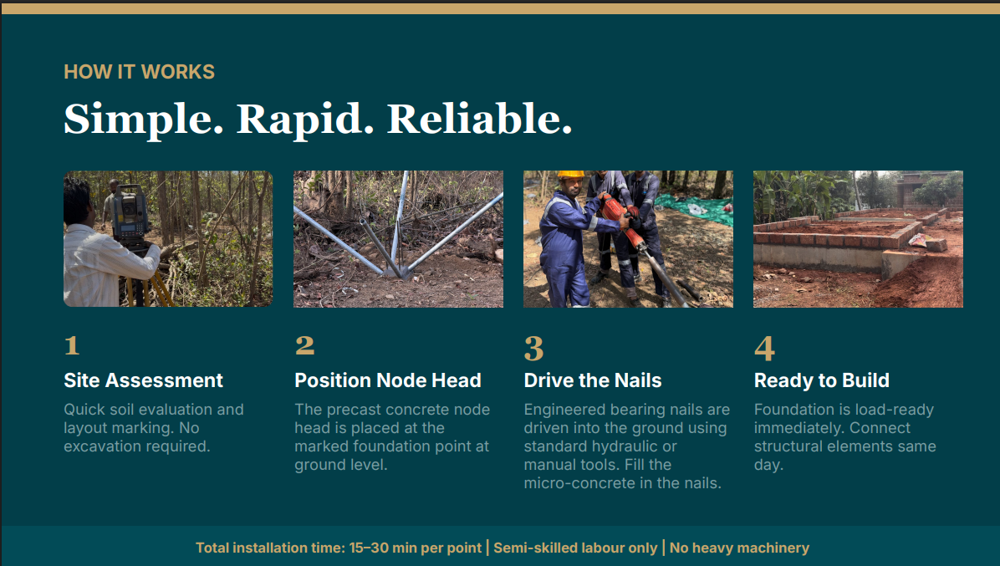 HOW IT WORKS
Simple. Rapid. Reliable.
1
Site Assessment
Quick soil evaluation and
layout marking. No
excavation required.
2
Position Node Head
The precast concrete node
head is placed at the
marked foundation point at
ground level.
3
Drive the Nails
Engineered bearing nails are
driven into the ground using
standard hydraulic or
manual tools. Fill the
micro-concrete in the nails.
4
Ready to Build
Foundation is load-ready
immediately. Connect
structural elements same
day.
Total installation time: 15–30 min per point | Semi-skilled labour only | No heavy machinery